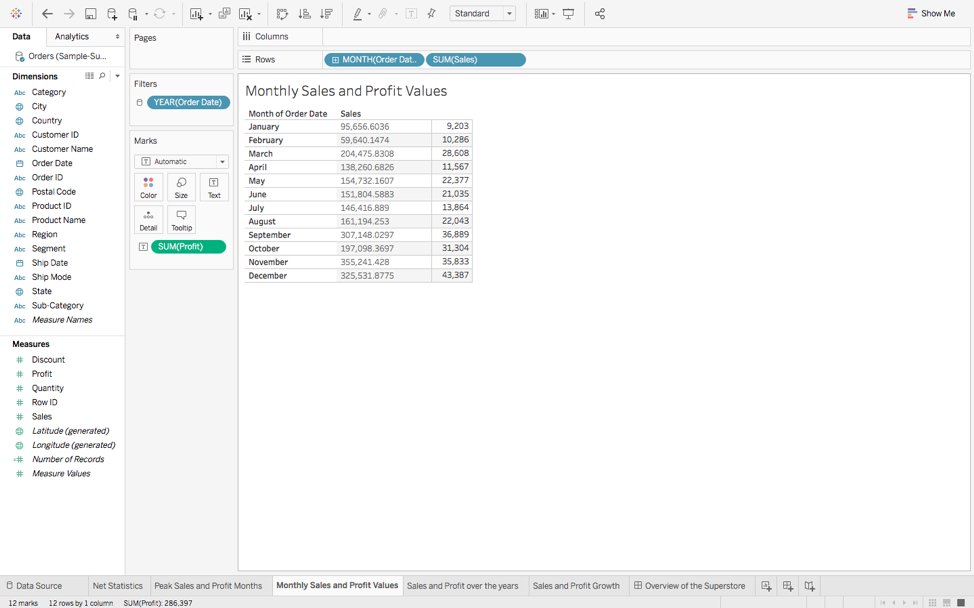 Standard
Show Me
Data
Analytics
Orders (Sample-Su...
Dimensions
Abc Category
City
Country
Abc Customer ID
Abc Customer Name
Order Date
Abc Order ID
Postal Code
Abc Product ID
Abc Product Name
Abc Region
Abc Segment
Ship Date
Abc Ship Mode
State
Abc Sub-Category
Abc Measure Names
Measures
# Discount
# Profit
# Quantity
# Row ID
# Sales
Latitude (generated)
Longitude (generated)
=# Number of Records
# Measure Values
Pages
Filters
YEAR(Order Date)
Marks
T Automatic
Color
Size
T Text
Detail
Tooltip
T SUM(Profit)
iii Columns
Rows
MONTH(Order Dat..
SUM(Sales)
Monthly Sales and Profit Values
Month of Order Date Sales
January 95,656.6036 9,203
February 59,640.1474 10,286
March 204,475.8308 28,608
April 138,260.6826 11,567
May 154,732.1607 22,377
June 151,804.5883 21,035
July 146,416.889 13,864
August 161,194.253 22,043
September 307,148.0297 36,889
October 197,098.3697 31,304
November 355,241.428 35,833
December 325,531.8775 43,387
Data Source
Net Statistics
Peak Sales and Profit Months
Monthly Sales and Profit Values
Sales and Profit over the years
Sales and Profit Growth
Overview of the Superstore
12 marks 12 rows by 1 column SUM(Profit): 286,397